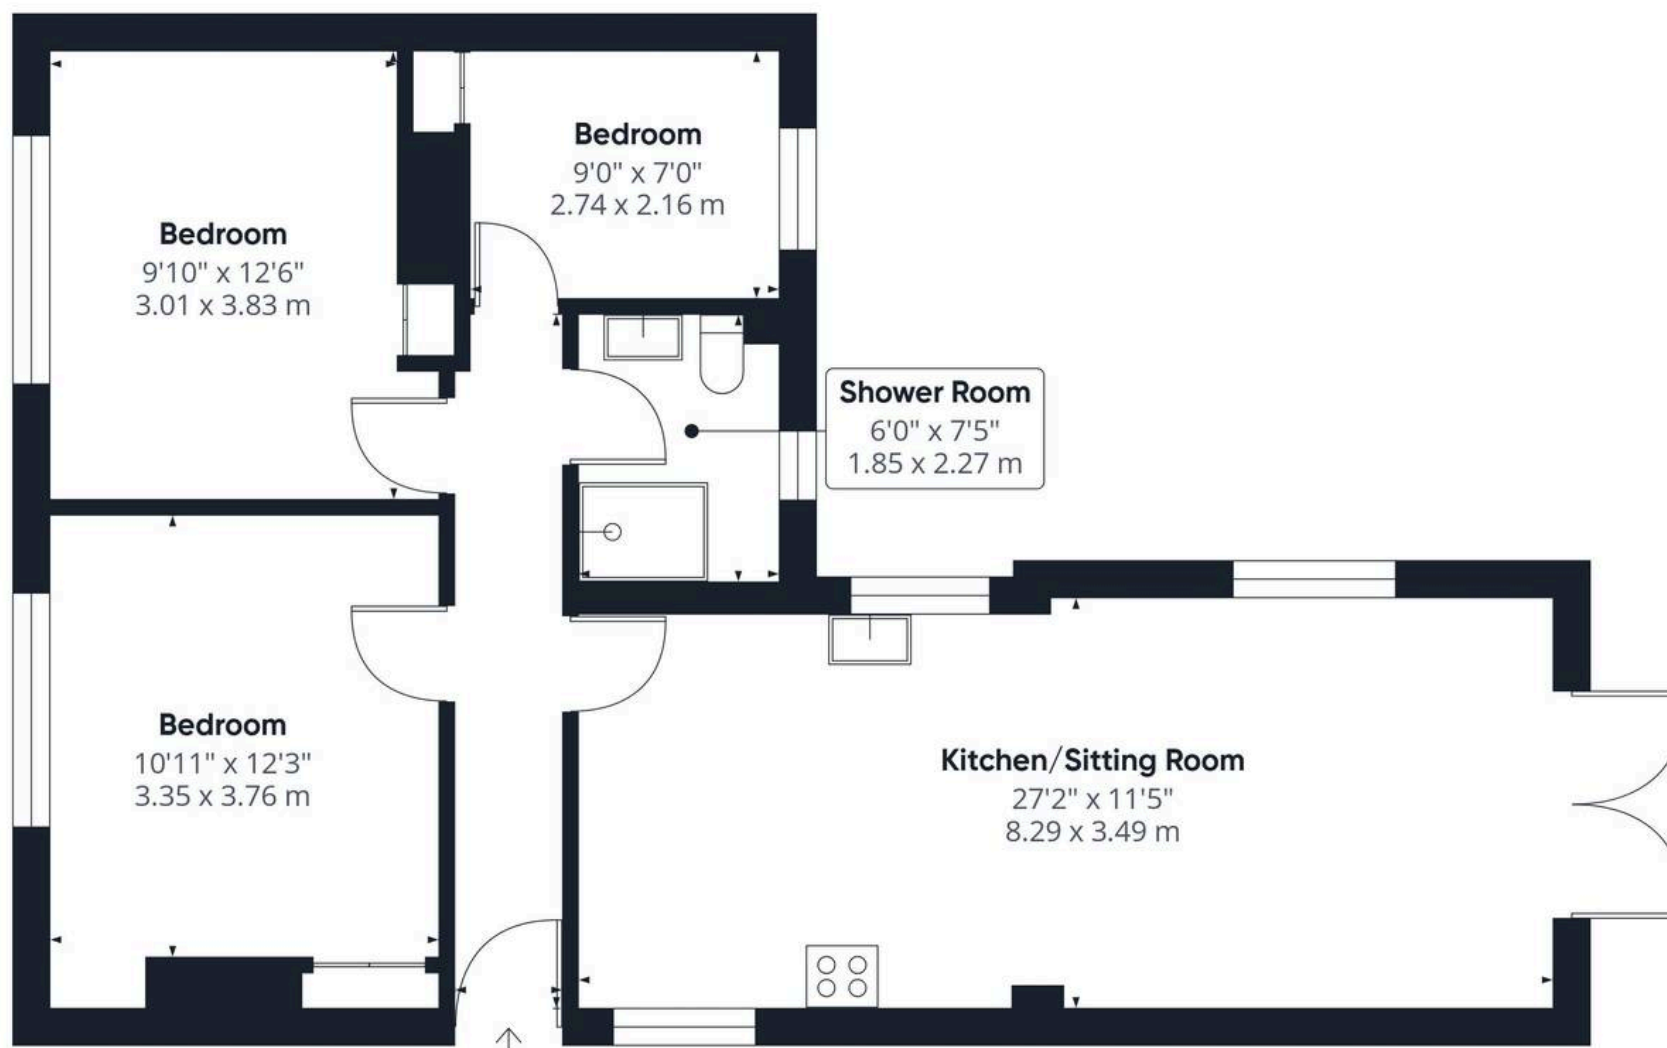 Bedroom
9'0" x 7'0"
2.74 x 2.16 m
Bedroom
9'10" x 12'6"
3.01 x 3.83 m
Shower Room
6'0" x 7'5"
1.85 x 2.27 m
Bedroom
10'11" x 12'3"
3.35 x 3.76 m
Kitchen/Sitting Room
27'2" x 11'5"
8.29 x 3.49 m